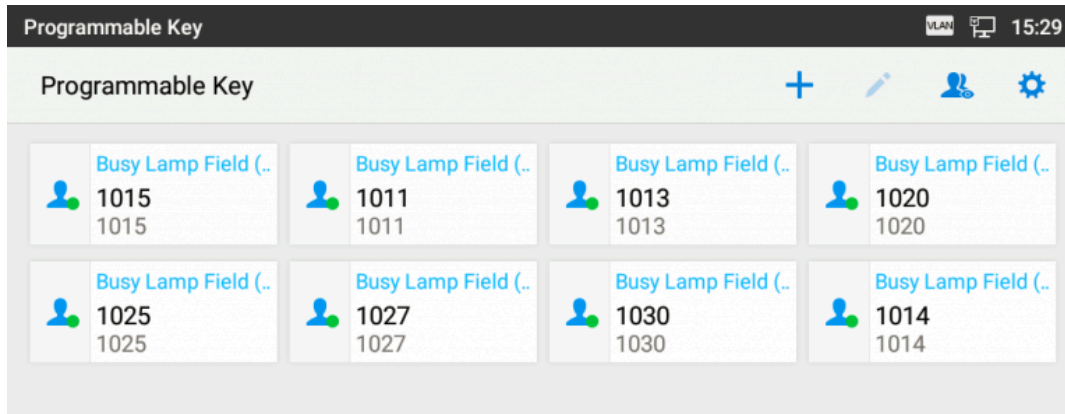 Programmable Key
VLAN 15:29
Programmable Key
Busy Lamp Field (..
1015
1015
Busy Lamp Field (..
1011
1011
Busy Lamp Field (..
1013
1013
Busy Lamp Field (..
1020
1020
Busy Lamp Field (..
1025
1025
Busy Lamp Field (..
1027
1027
Busy Lamp Field (..
1030
1030
Busy Lamp Field (..
1014
1014